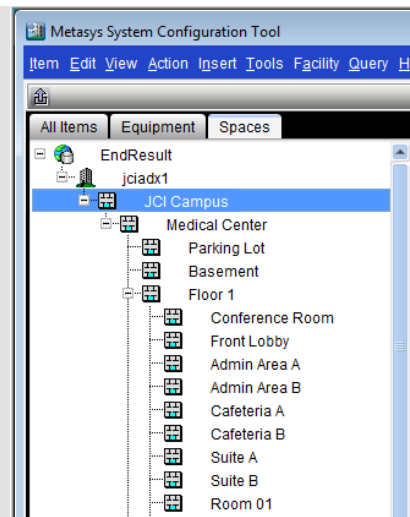 Metasys System Configuration Tool
Item Edit View Action Insert Tools Facility Query H
All Items Equipment Spaces
EndResult
jciadx1
JCI Campus
Medical Center
Parking Lot
Basement
Floor 1
Conference Room
Front Lobby
Admin Area A
Admin Area B
Cafeteria A
Cafeteria B
Suite A
Suite B
Room 01